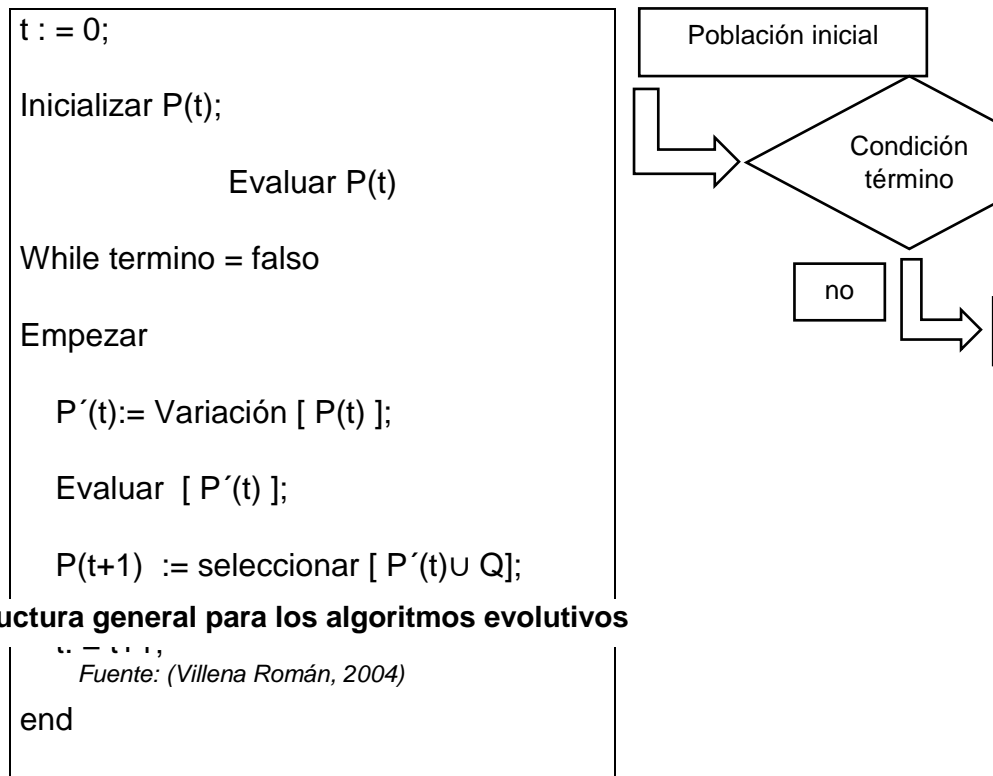 t : = 0;
Inicializar P(t);
Evaluar P(t)
While termino = falso
Empezar
P´(t):= Variación [ P(t) ];
Evaluar [ P´(t) ];
P(t+1) := seleccionar [ P´(t)∪ Q];
general para los algoritmos evolutivos
Fuente: (Villena Román, 2004)
end
Población inicial
Condición
término
no